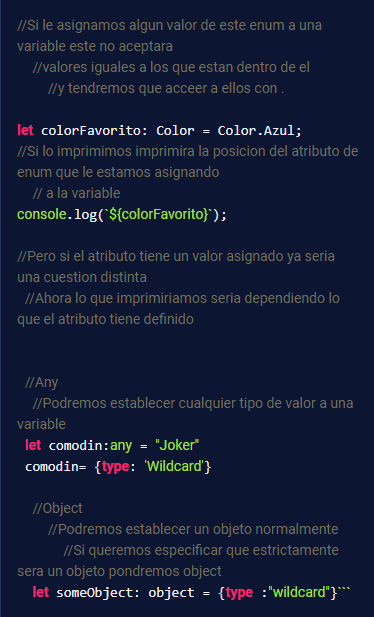 //Si le asignamos algun valor de este enum a una
variable este no aceptara
//valores iguales a los que estan dentro de el
//y tendremos que acceer a ellos con .
let colorFavorito: Color = Color.Azul;
//Si lo imprimimos imprimira la posicion del atributo de
enum que le estamos asignando
// a la variable
console.log(`${colorFavorito}`);
//Pero si el atributo tiene un valor asignado ya seria
una cuestion distinta
//Ahora lo que imprimiriamos seria dependiendo lo
que el atributo tiene definido
//Any
//Podremos establecer cualquier tipo de valor a una
variable
let comodin:any = "Joker"
comodin= {type: 'Wildcard'}
//Object
//Podremos establecer un objeto normalmente
//Si queremos especificar que estrictamente
sera un objeto pondremos object
let someObject: object = {type :"wildcard"}```